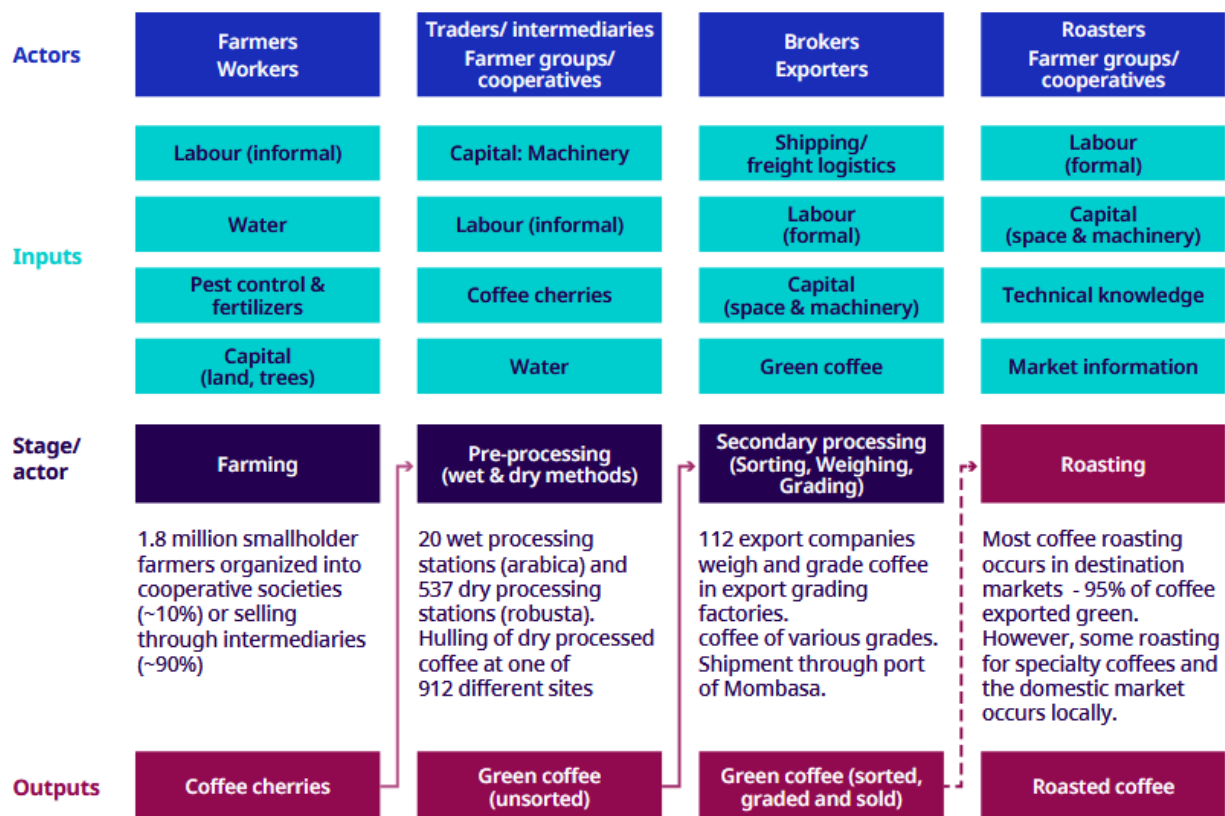 Actors
Farmers
Workers
Traders/ intermediaries
Farmer groups/
cooperatives
Brokers
Exporters
Roasters
Farmer groups/
cooperatives
Inputs
Labour (informal)
Capital: Machinery
Shipping/
freight logistics
Labour
(formal)
Water
Labour (informal)
Labour
(formal)
Capital
(space & machinery)
Pest control &
fertilizers
Coffee cherries
Capital
(space & machinery)
Technical knowledge
Capital
(land, trees)
Water
Green coffee
Market information
Stage/
actor
Farming
Pre-processing
(wet & dry methods)
Secondary processing
(Sorting, Weighing,
Grading)
Roasting
1.8 million smallholder
farmers organized into
cooperative societies
(~10%) or selling
through intermediaries
(~90%)
20 wet processing
stations (arabica) and
537 dry processing
stations (robusta).
Hulling of dry processed
coffee at one of
912 different sites
112 export companies
weigh and grade coffee
in export grading
factories.
coffee of various grades.
Shipment through port
of Mombasa.
Most coffee roasting
occurs in destination
markets - 95% of coffee
exported green.
However, some roasting
for specialty coffees and
the domestic market
occurs locally.
Outputs
Coffee cherries
Green coffee
(unsorted)
Green coffee (sorted,
graded and sold)
Roasted coffee